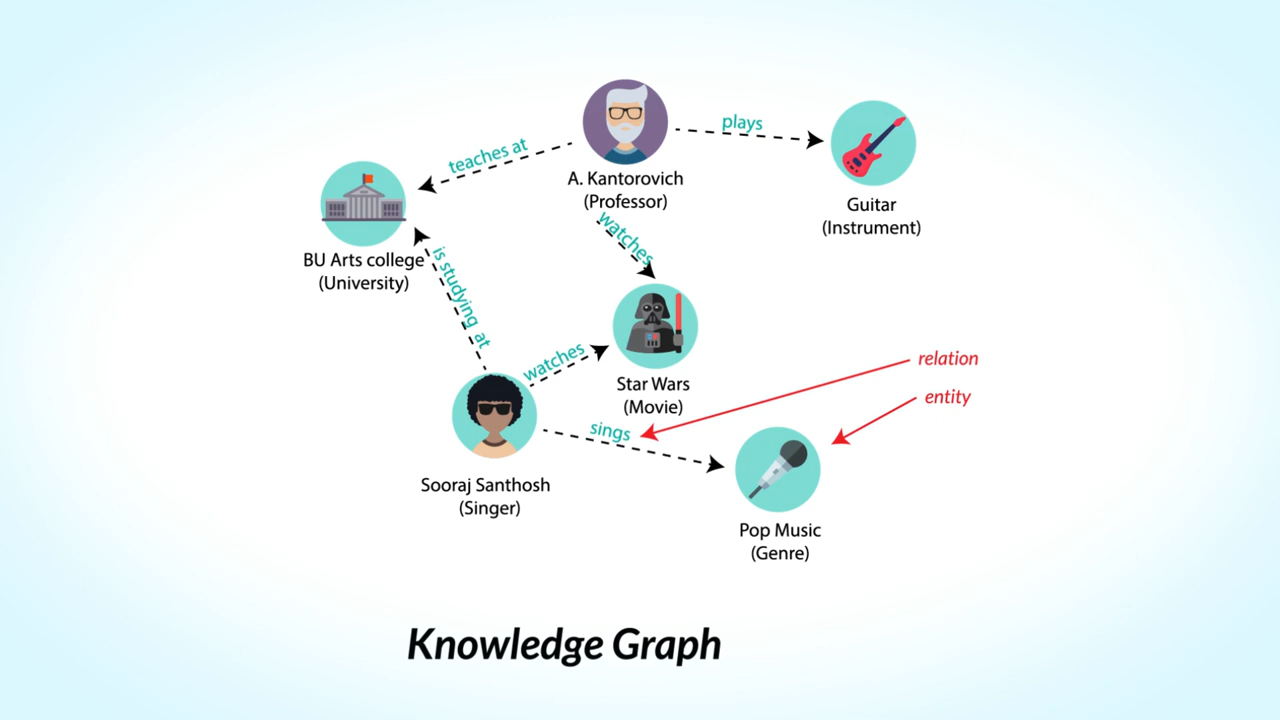 plays
teaches at
A. Kantorovich
(Professor)
Guitar
(Instrument)
watches
BU Arts college
(University)
is studying at
watches
Star Wars
(Movie)
relation
entity
sings
Sooraj Santhosh
(Singer)
Pop Music
(Genre)
Knowledge Graph